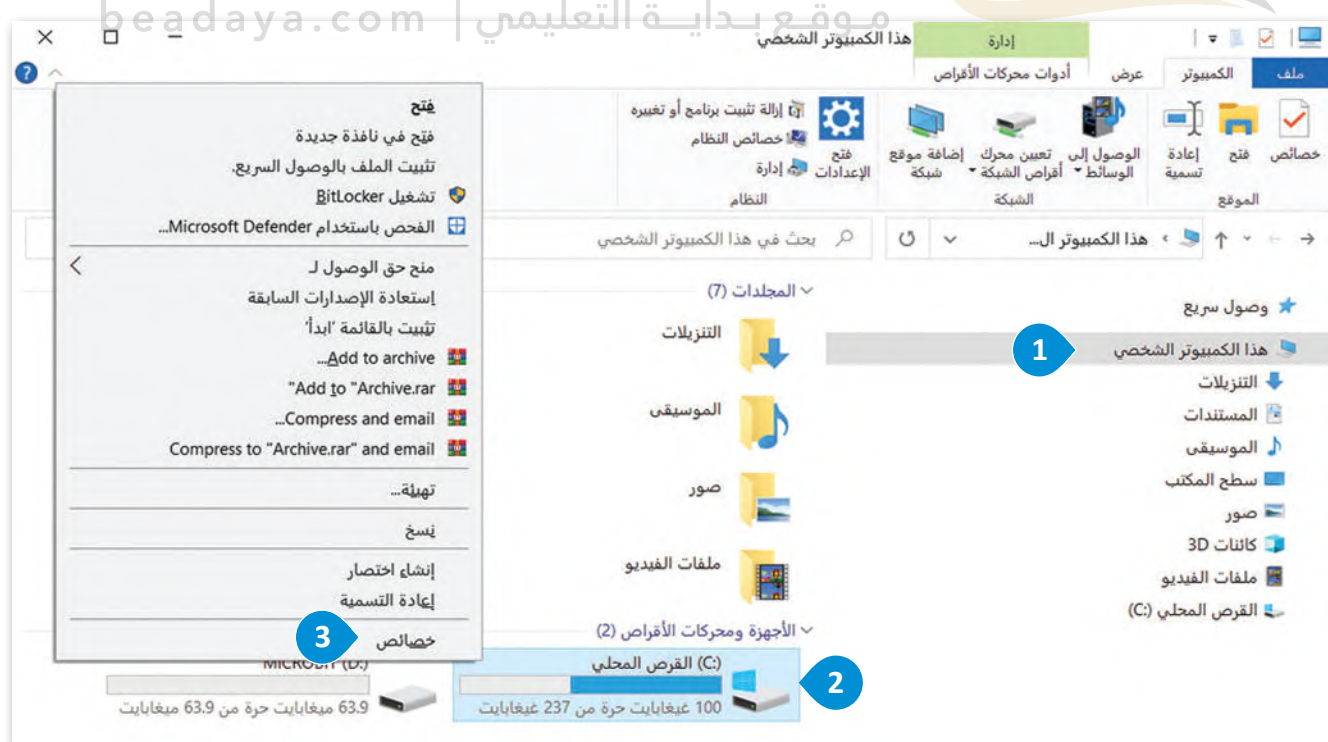 beadaya.com | موقع بداية التعليمي
هذا الكمبيوتر الشخصي
إدارة
ملف
الكمبيوتر
عرض
أدوات محركات الأقراص
خصائص
فتح
إعادة تسمية
الموقع
الوصول إلى الوسائط
تعيين محرك أقراص الشبكة
إضافة موقع شبكة
الشبكة
فتح الإعدادات
إزالة تثبيت برنامج أو تغييره
خصائص النظام
إدارة
النظام
هذا الكمبيوتر ال...
بحث في هذا الكمبيوتر الشخصي
وصول سريع
هذا الكمبيوتر الشخصي
1
التنزيلات
المستندات
الموسيقى
سطح المكتب
صور
كائنات 3D
ملفات الفيديو
القرص المحلي (C:)
المجلدات (7)
التنزيلات
الموسيقى
صور
ملفات الفيديو
الأجهزة ومحركات الأقراص (2)
(C:) القرص المحلي
100 غيغابايت حرة من 237 غيغابايت
2
MICROBIT (D:)
63.9 ميغابايت حرة من 63.9 ميغابايت
فتح
فتح في نافذة جديدة
تثبيت الملف بالوصول السريع.
تشغيل BitLocker
الفحص باستخدام Microsoft Defender...
منح حق الوصول لـ
إستعادة الإصدارات السابقة
تثبيت بالقائمة 'ابدأ'
Add to archive...
Add to "Archive.rar"
Compress and email...
Compress to "Archive.rar" and email
تهيئة...
نسخ
إنشاء اختصار
إعادة التسمية
خصائص
3